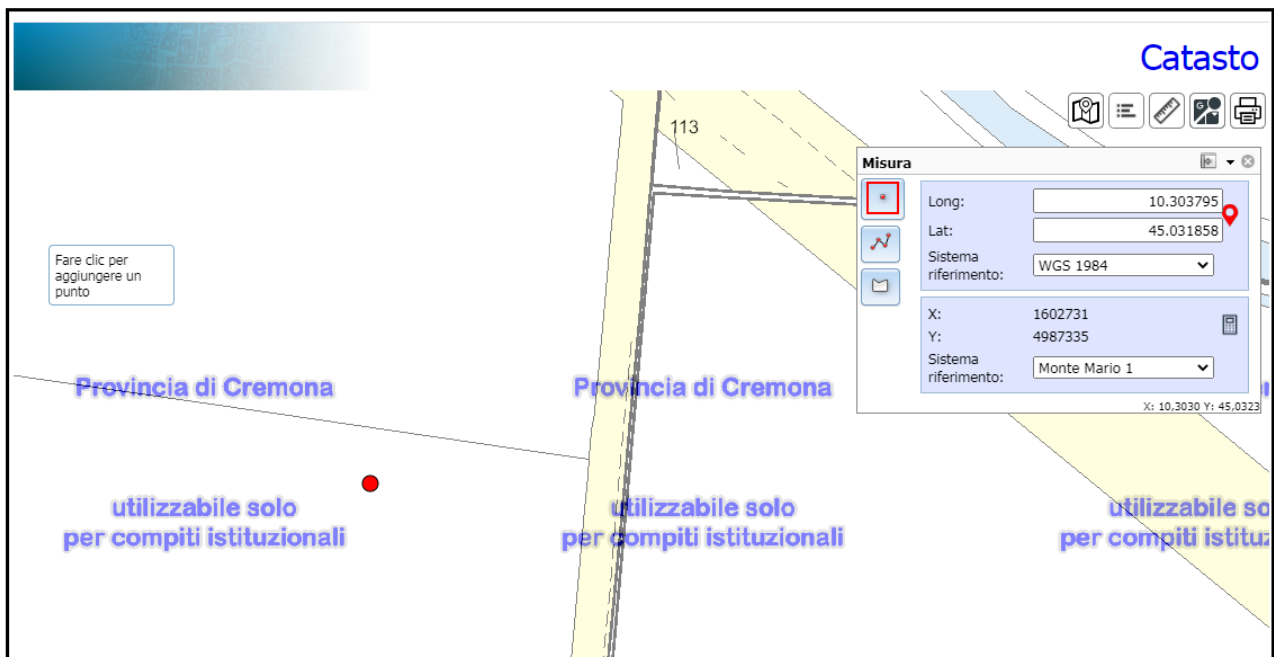 Catasto
113
G
Misura
Long:
10.303795
Lat:
45.031858
Sistema
riferimento:
WGS 1984
Fare clic per
aggiungere un
punto
X:
1602731
Y:
4987335
Sistema
riferimento:
Monte Mario 1
X: 10,3030 Y: 45,0323
Provincia di Cremona
Provincia di Cremona
utilizzabile solo
per compiti istituzionali
utilizzabile solo
per compiti istituzionali
utilizzabile so
per compiti istituz